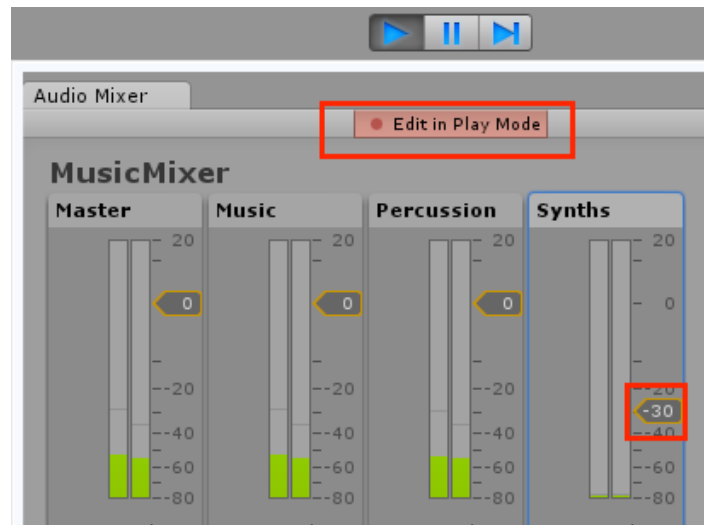 Audio Mixer
Edit in Play Mode
MusicMixer
Master Music Percussion Synths
20 20 20 20
0 0 0 0
-20 -20 -20 -20
-30
-40 -40 -40 -40
-60 -60 -60 -60
-80 -80 -80 -80